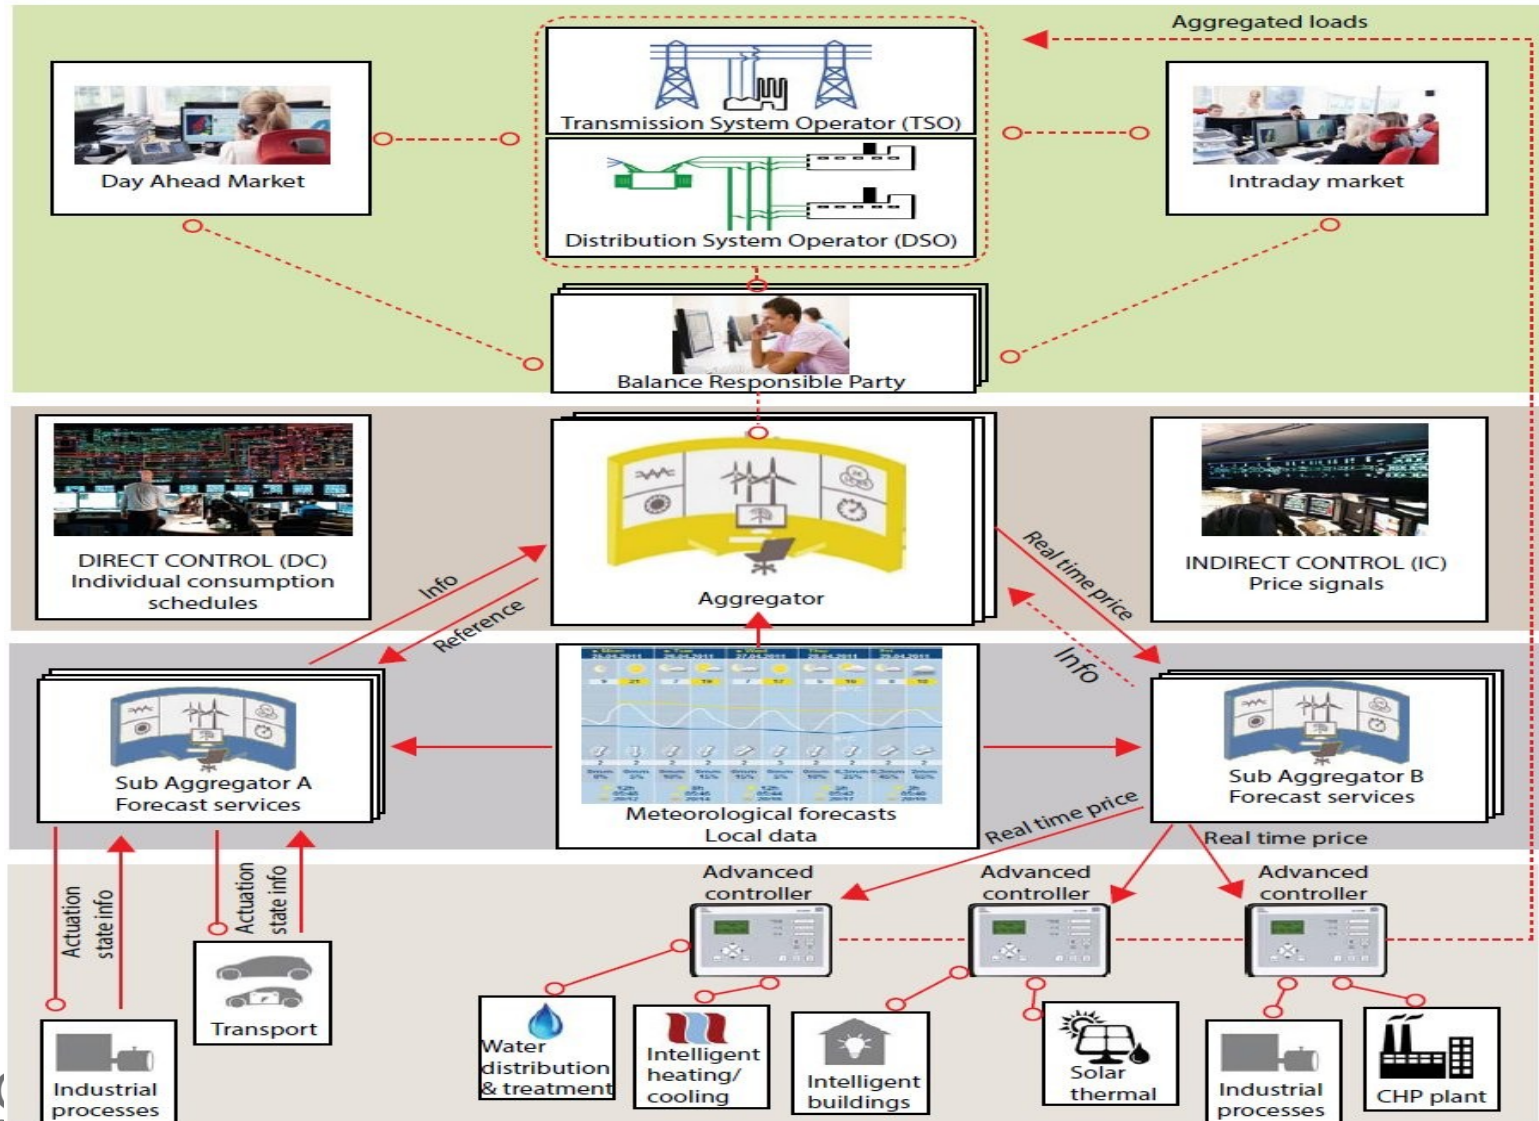 Aggregated loads
Transmission System Operator (TSO)
Day Ahead Market
Intraday market
Distribution System Operator (DSO)
Balance Responsible Party
DIRECT CONTROL (DC)
Individual consumption
schedules
Info
Reference
Aggregator
Real time price
Info
INDIRECT CONTROL (IC)
Price signals
Sub Aggregator A
Forecast services
Meteorological forecasts
Local data
Sub Aggregator B
Forecast services
Real time price
Real time price
Actuation
state info
Actuation
state info
Advanced
controller
Advanced
controller
Advanced
controller
Transport
Industrial
processes
Water
distribution
& treatment
Intelligent
heating/
cooling
Intelligent
buildings
Solar
thermal
Industrial
processes
CHP plant